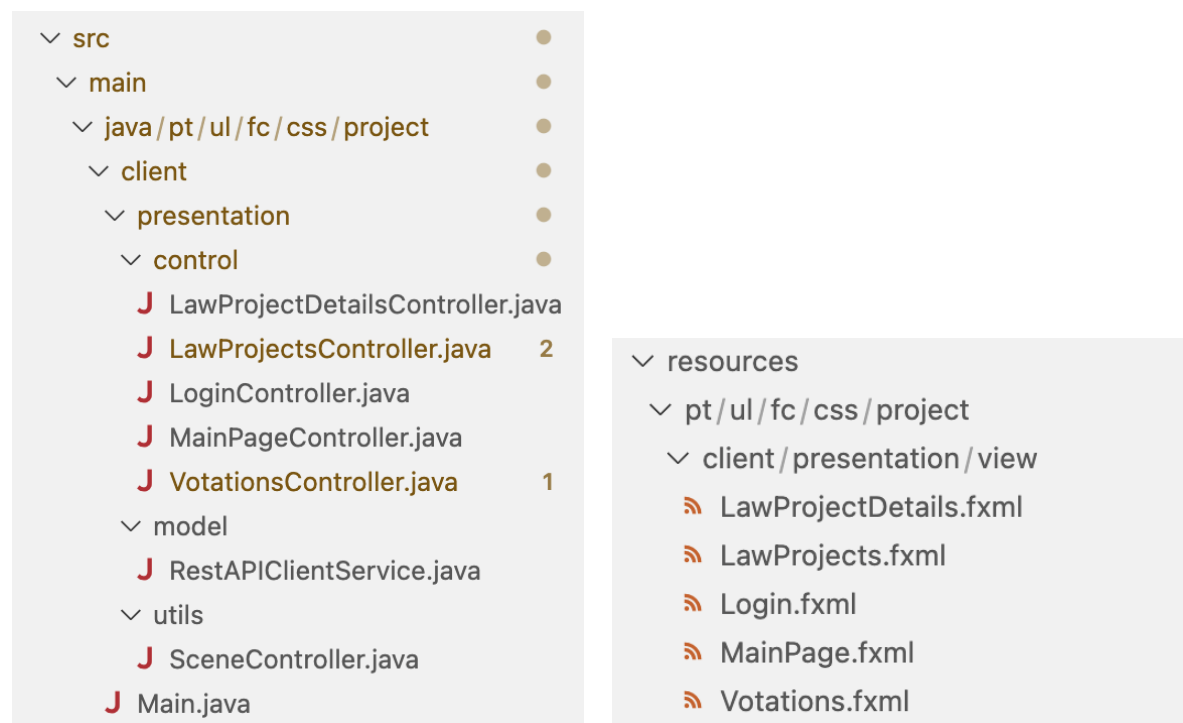 src
main
java/pt/ul/fc/css/project
client
presentation
control
J LawProjectDetailsController.java
J LawProjectsController.java 2
J LoginController.java
J MainPageController.java
J VotationsController.java 1
model
J RestAPIClientService.java
utils
J SceneController.java
J Main.java
resources
pt/ul/fc/css/project
client/presentation/view
LawProjectDetails.fxml
LawProjects.fxml
Login.fxml
MainPage.fxml
Votations.fxml